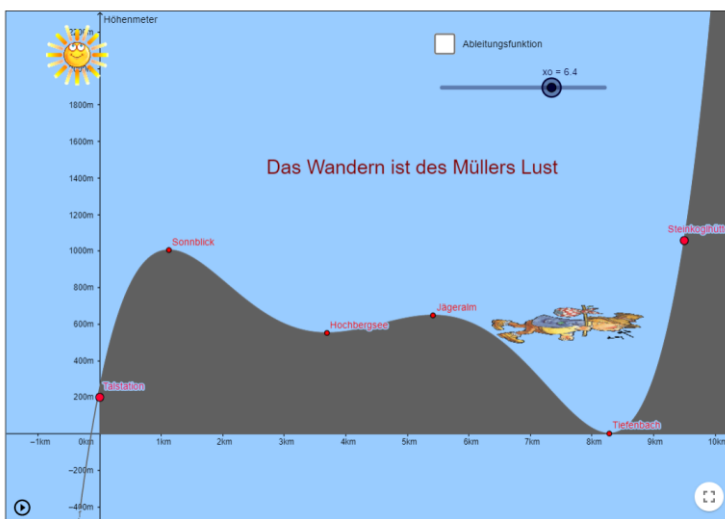 Höhenmeter
Ableitungsfunktion
xo = 6.4
1800m
1600m
Das Wandern ist des Müllers Lust
1400m
1200m
Steinkoglhütt
Sonnblick
1000m
800m
Jägeralm
Hochbergsee
600m
400m
Talstation
200m
Tiefenbach
−1km 0km 1km 2km 3km 4km 5km 6km 7km 8km 9km 10km
−200m
−400m